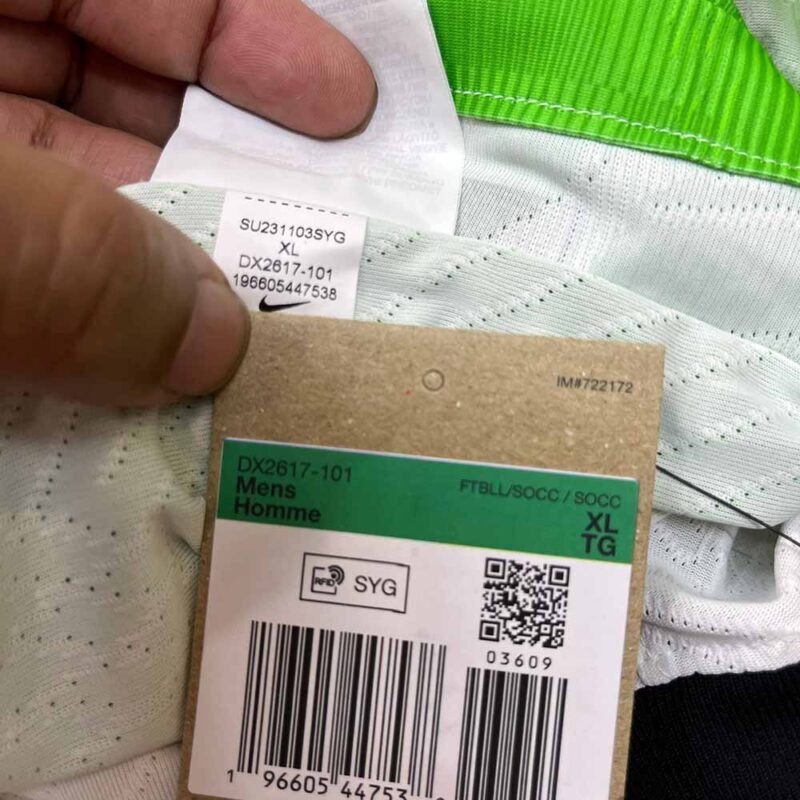 SU231103SYG
XL
DX2617-101
196605447538
IM#722172
DX2617-101
Mens
Homme
FTBLL/SOCC / SOCC
XL
TG
RFID
SYG
03609
1 96605 44753